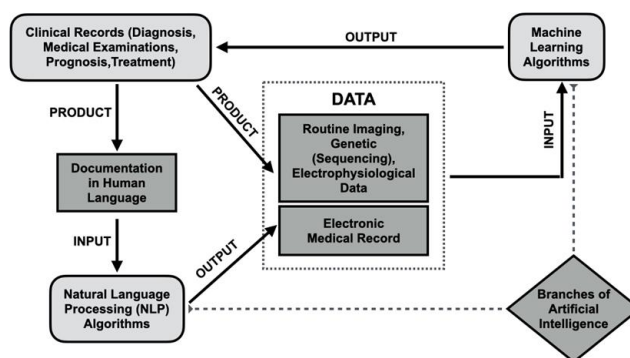 Clinical Records (Diagnosis,
Medical Examinations,
Prognosis,Treatment)
OUTPUT
Machine
Learning
Algorithms
PRODUCT
PRODUCT
DATA
Routine Imaging,
Genetic
(Sequencing),
Electrophysiological
Data
INPUT
Documentation
in Human
Language
Electronic
Medical Record
INPUT
OUTPUT
Natural Language
Processing (NLP)
Algorithms
Branches of
Artificial
Intelligence